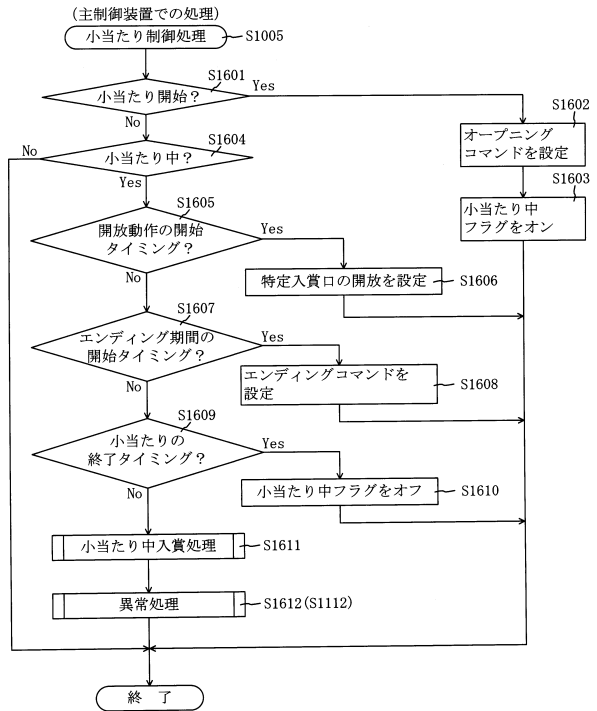 (主制御装置での処理)
小当たり制御処理
S1005
S1601
小当たり開始？
Yes
No
S1602
オープニング
コマンドを設定
S1604
小当たり中？
No
Yes
S1603
小当たり中
フラグをオン
S1605
開放動作の開始
タイミング？
Yes
No
特定入賞口の開放を設定
S1606
S1607
エンディング期間の
開始タイミング？
Yes
No
エンディングコマンドを
設定
S1608
S1609
小当たりの
終了タイミング？
Yes
No
小当たり中フラグをオフ
S1610
小当たり中入賞処理
S1611
異常処理
S1612(S1112)
終 了